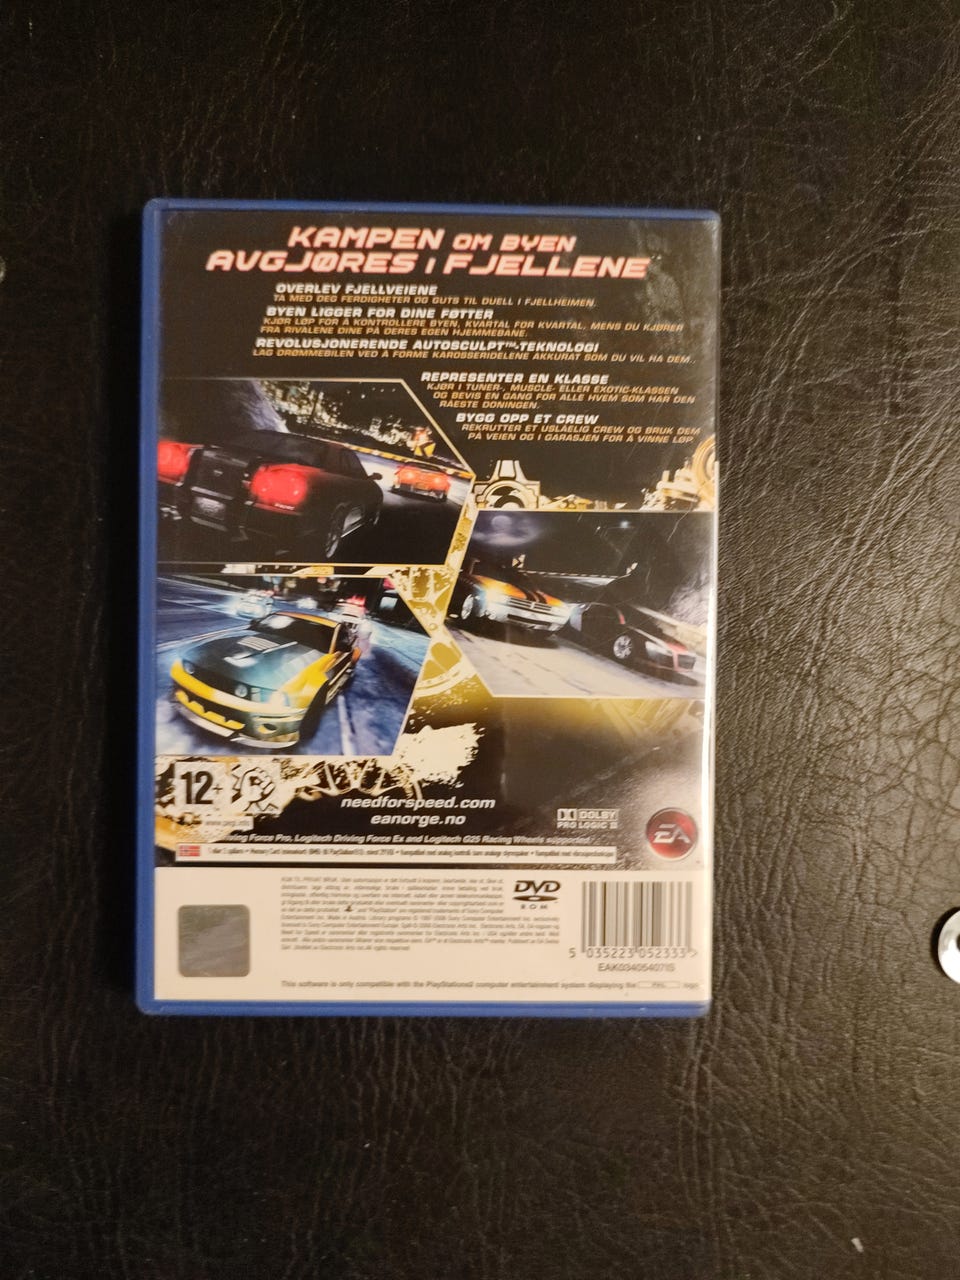 KAMPEN OM BYEN
AVGJØRES I FJELLENE
OVERLEV FJELLVEIENE
TA MED DEG FERDIGHETER OG GUTS TIL DUELL I FJELLHEIMEN.
BYEN LIGGER FOR DINE FØTTER
KJØR LØP FOR Å KONTROLLERE BYEN, KVARTAL FOR KVARTAL, MENS DU KJØRER
FRA RIVALENE DINE PÅ DERES EGEN HJEMMEBANE.
REVOLUSJONERENDE AUTOSCULPT™-TEKNOLOGI
LAG DRØMMEBILEN VED Å FORME KAROSSERIDELENE AKKURAT SOM DU VIL HA DEM.
REPRESENTER EN KLASSE
KJØR I TUNER-, MUSCLE- ELLER EXOTIC-KLASSEN
OG BEVIS EN GANG FOR ALLE HVEM SOM HAR DEN
RÅESTE DONINGEN.
BYGG OPP ET CREW
REKRUTTER ET USLÅELIG CREW OG BRUK DEM
PÅ VEIEN OG I GARASJEN FOR Å VINNE LØP
12+
needforspeed.com
eanorge.no
DOLBY
PRO LOGIC II
EA
Driving Force Pro, Logitech Driving Force Ex and Logitech G25 Racing Wheels supported
DVD
ROM
5 035223 052333 >
EAK03405407IS
This software is only compatible with the PlayStation2 computer entertainment system displaying the PAL logo